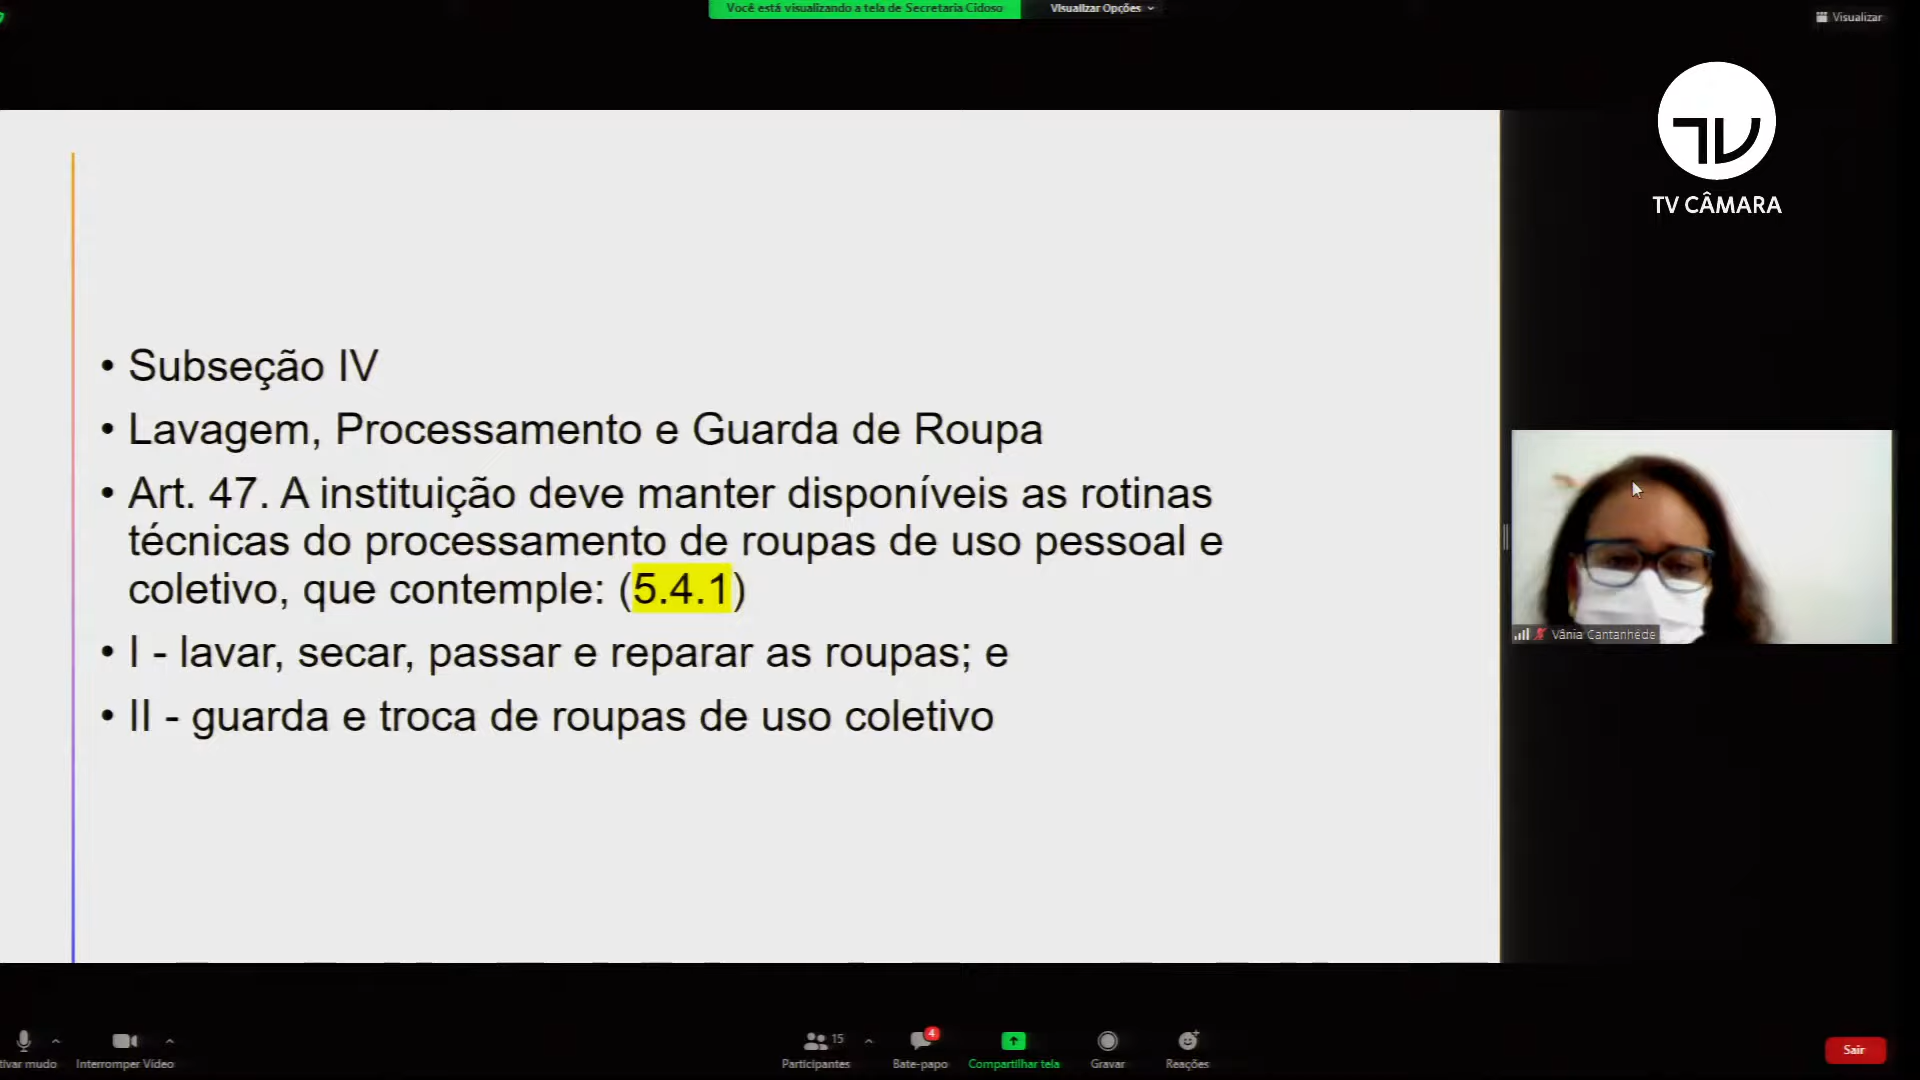 Você está visualizando a tela de Secretaria Cidoso
Visualizar Opções
Visualizar
TV CÂMARA
• Subseção IV
• Lavagem, Processamento e Guarda de Roupa
• Art. 47. A instituição deve manter disponíveis as rotinas
técnicas do processamento de roupas de uso pessoal e
coletivo, que contemple: (5.4.1)
• I - lavar, secar, passar e reparar as roupas; e
• II - guarda e troca de roupas de uso coletivo
Vânia Cantanhêde
tivar mudo
Interromper Vídeo
15
Participantes
4
Bate-papo
Compartilhar tela
Gravar
Reações
Sair